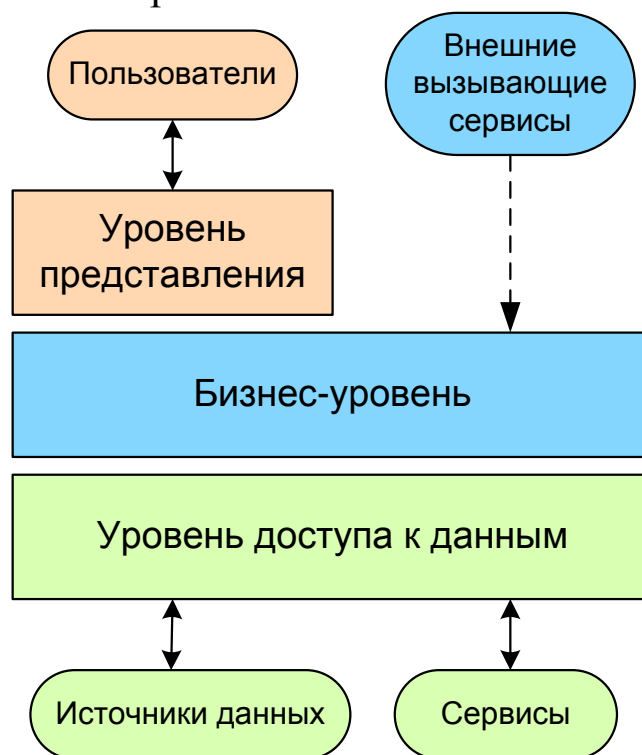 Пользователи
Внешние
вызывающие
сервисы
Уровень
представления
Бизнес-уровень
Уровень доступа к данным
Источники данных
Сервисы